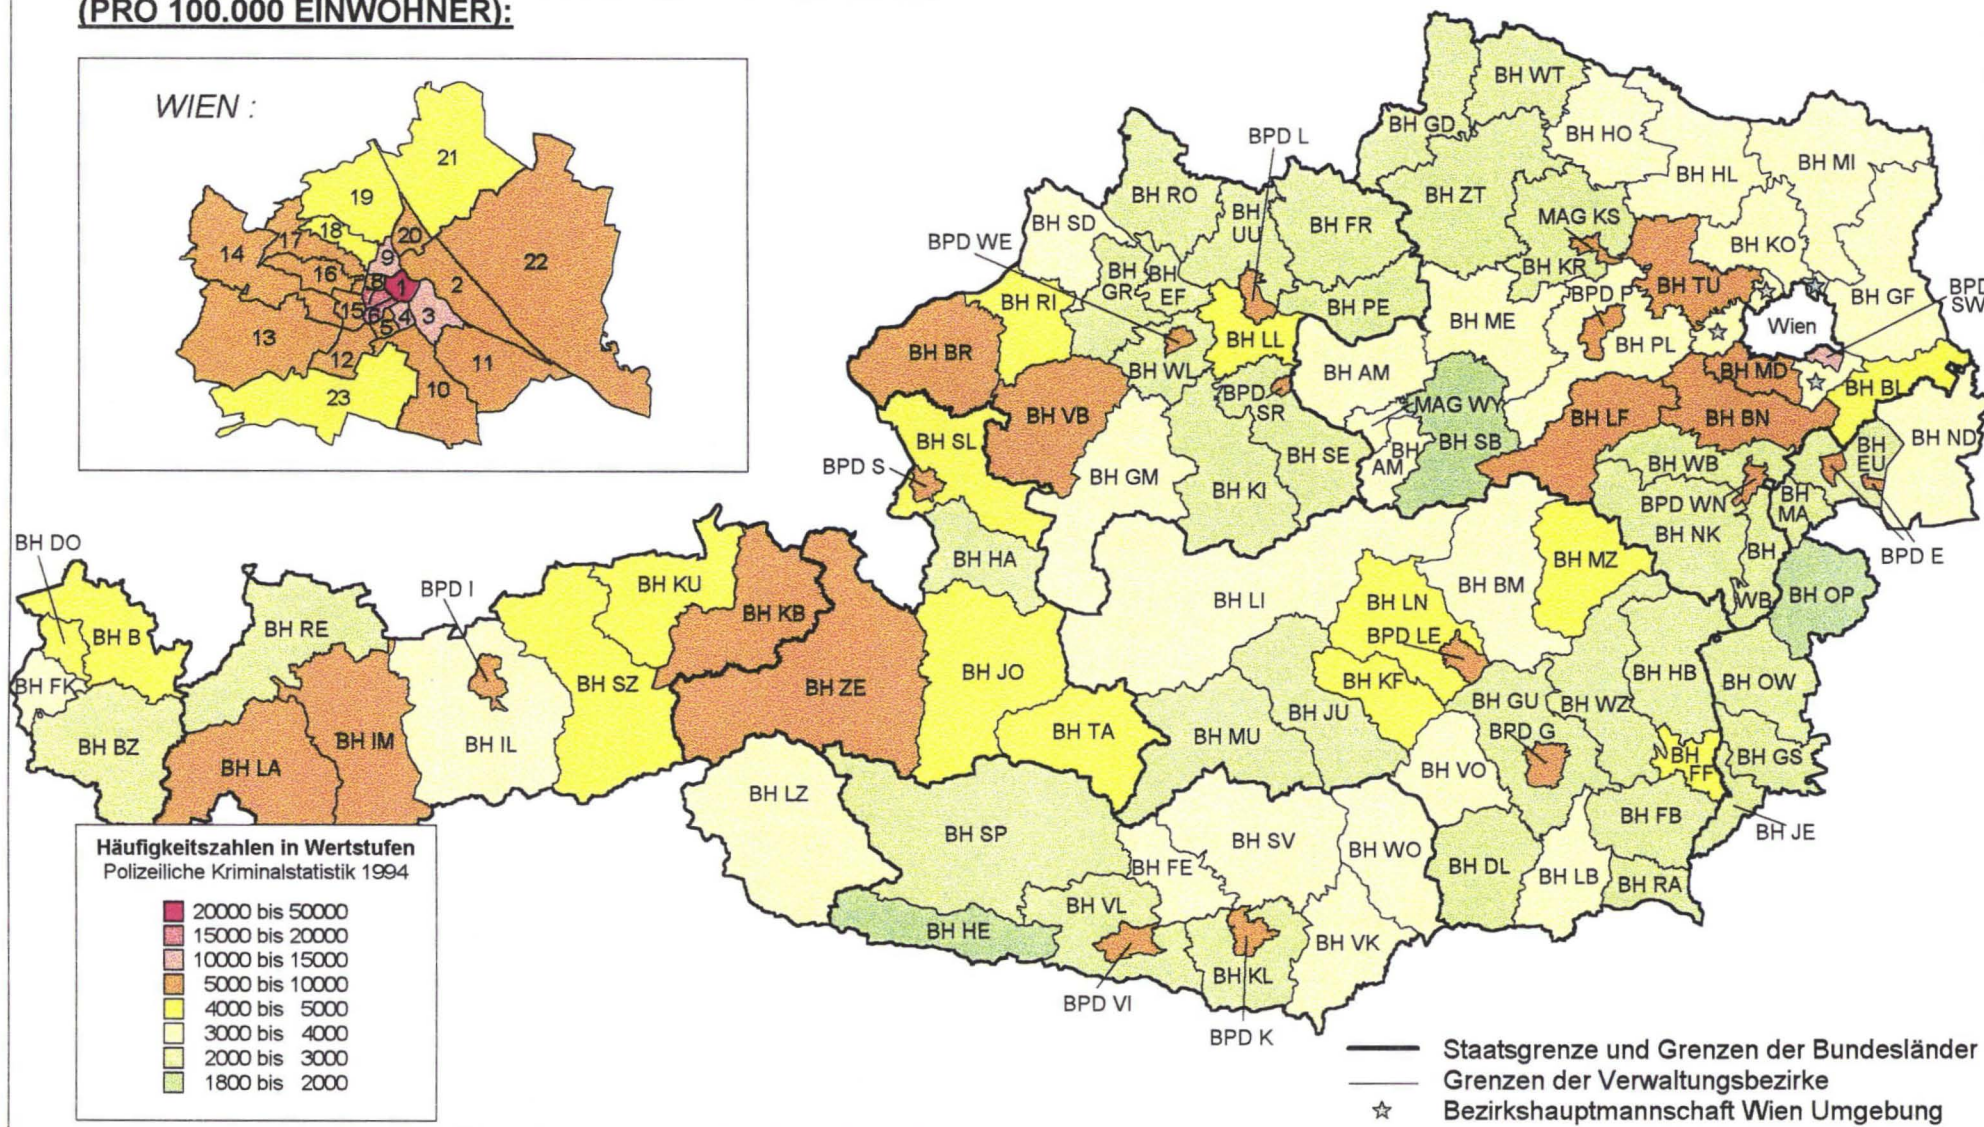 (PRO 100.000 EINWOHNER):
WIEN :
21
19
18
20
17
14
9
22
16
8
1
2
7
15
6
4
3
5
13
12
11
10
23
BH WT
BH GD
BH HO
BPD L
BH MI
BH HL
BH RO
BH ZT
BH
UU
MAG KS
BH FR
BH SD
BPD WE
BH KO
BH
GR
BH
EF
BH KR
BH TU
BPD P
BPD
SW
BH RI
BH PE
BH GF
BH ME
Wien
BH LL
BH PL
BH BR
BH WL
BH AM
BH MD
BH BL
BPD
SR
MAG WY
BH VB
BH LF
BH BN
BH ND
BH SL
BH
AM
BH SB
BH
EU
BPD S
BH SE
BH GM
BH KI
BH WB
BPD WN
BH
MA
BH NK
BH DO
BH HA
BH
WB
BPD E
BH MZ
BH KU
BH BM
BPD I
BH OP
BH LI
BH LN
BH KB
BH B
BH RE
BPD LE
BH FK
BH SZ
BH ZE
BH JO
BH KF
BH HB
BH OW
BH GU
BH WZ
BH JU
BH BZ
BH IM
BH IL
BH TA
BH MU
BPD G
BH LA
BH VO
BH
FF
BH GS
BH LZ
BH SP
BH SV
BH FB
BH JE
BH WO
BH FE
BH DL
BH LB
BH RA
BH VL
BH HE
BH VK
BH KL
BPD VI
BPD K
Häufigkeitszahlen in Wertstufen
Polizeiliche Kriminalstatistik 1994
20000 bis 50000
15000 bis 20000
10000 bis 15000
5000 bis 10000
4000 bis 5000
3000 bis 4000
2000 bis 3000
1800 bis 2000
Staatsgrenze und Grenzen der Bundesländer
Grenzen der Verwaltungsbezirke
Bezirkshauptmannschaft Wien Umgebung